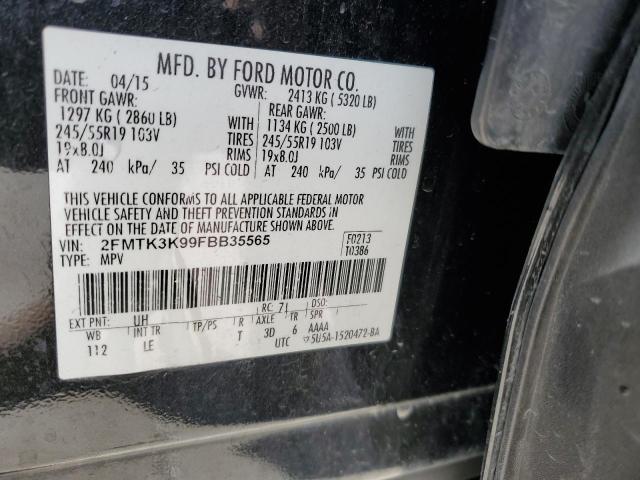 MFD. BY FORD MOTOR CO.
DATE: 04/15 GVWR: 2413 KG ( 5320 LB)
FRONT GAWR: REAR GAWR:
1297 KG ( 2860 LB) WITH 1134 KG ( 2500 LB) WITH
245/55R19 103V TIRES 245/55R19 103V TIRES
19x8.0J RIMS 19x8.0J RIMS
AT 240 kPa/ 35 PSI COLD AT 240 kPa/ 35 PSI COLD
THIS VEHICLE CONFORMS TO ALL APPLICABLE FEDERAL MOTOR
VEHICLE SAFETY AND THEFT PREVENTION STANDARDS IN
EFFECT ON THE DATE OF MANUFACTURE SHOWN ABOVE.
VIN: 2FMTK3K99FBB35565 F0213
TYPE: MPV T0386
EXT PNT: UH RC: 71 DSO:
WB INT TR TP/PS R AXLE TR SPR
112 LE T 3D 6 AAAA
UTC 5U5A-1520472-BA